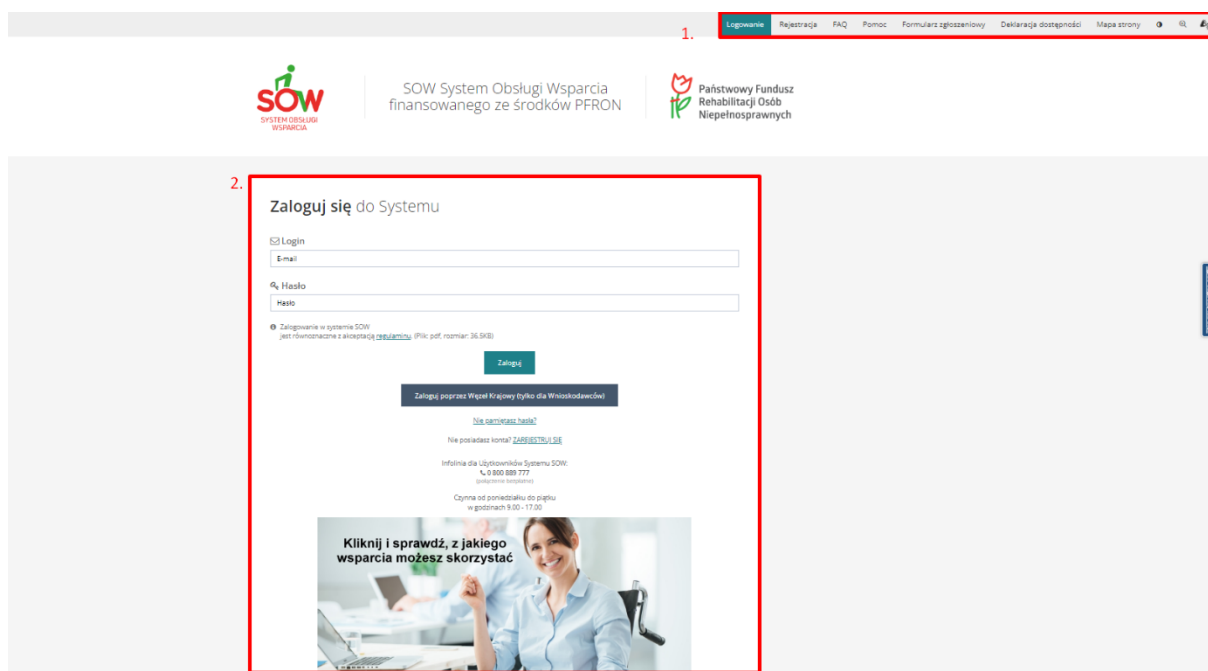 Logowanie Rejestracja FAQ Pomoc Formularz zgłoszeniowy Deklaracja dostępności Mapa strony
1.
SOW
SYSTEM OBSŁUGI
WSPARCIA
SOW System Obsługi Wsparcia
finansowanego ze środków PFRON
Państwowy Fundusz
Rehabilitacji Osób
Niepełnosprawnych
2.
Zaloguj się do Systemu
Login
E-mail
Hasło
Hasło
Zalogowanie w systemie SOW
jest równoznaczne z akceptacją regulaminu. (Plik: pdf, rozmiar: 36.5KB)
Zaloguj
Zaloguj poprzez Węzeł Krajowy (tylko dla Wnioskodawców)
Nie pamiętasz hasła?
Nie posiadasz konta? ZAREJESTRUJ SIĘ
Infolinia dla Użytkowników Systemu SOW:
0 800 889 777
(połączenie bezpłatne)
Czynna od poniedziałku do piątku
w godzinach 9.00 - 17.00
Kliknij i sprawdź, z jakiego
wsparcia możesz skorzystać